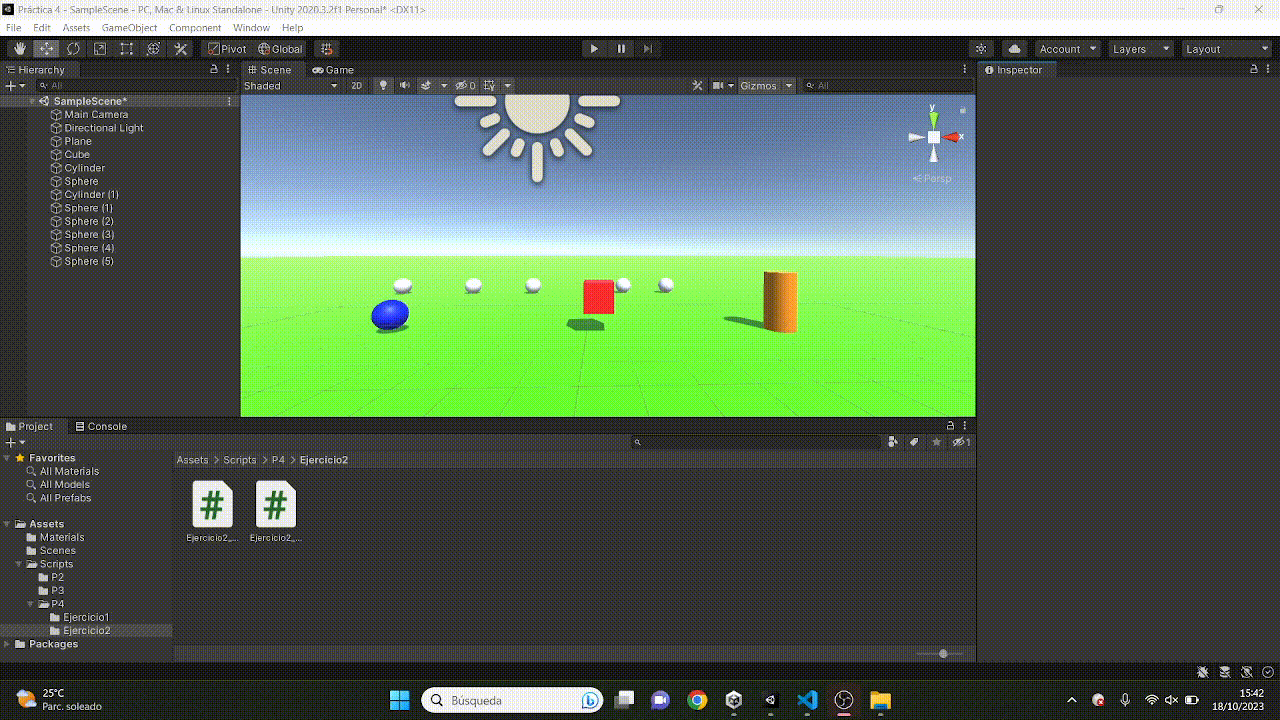 Práctica 4 - SampleScene - PC, Mac & Linux Standalone - Unity 2020.3.2f1 Personal* <DX11>
File Edit Assets GameObject Component Window Help
Pivot Global Account Layers Layout
Hierarchy Scene Game Inspector
All Shaded 2D 0 Gizmos All
SampleScene*
Main Camera
Directional Light
Plane
Cube
Cylinder
Sphere
Cylinder (1)
Sphere (1)
Sphere (2)
Sphere (3)
Sphere (4)
Sphere (5)
y
x
Persp
Project Console
1
Favorites
All Materials
All Models
All Prefabs
Assets
Materials
Scenes
Scripts
P2
P3
P4
Ejercicio1
Ejercicio2
Packages
Assets > Scripts > P4 > Ejercicio2
# #
Ejercicio2_... Ejercicio2_...
25°C
Parc. soleado
Búsqueda
15:42
18/10/2023